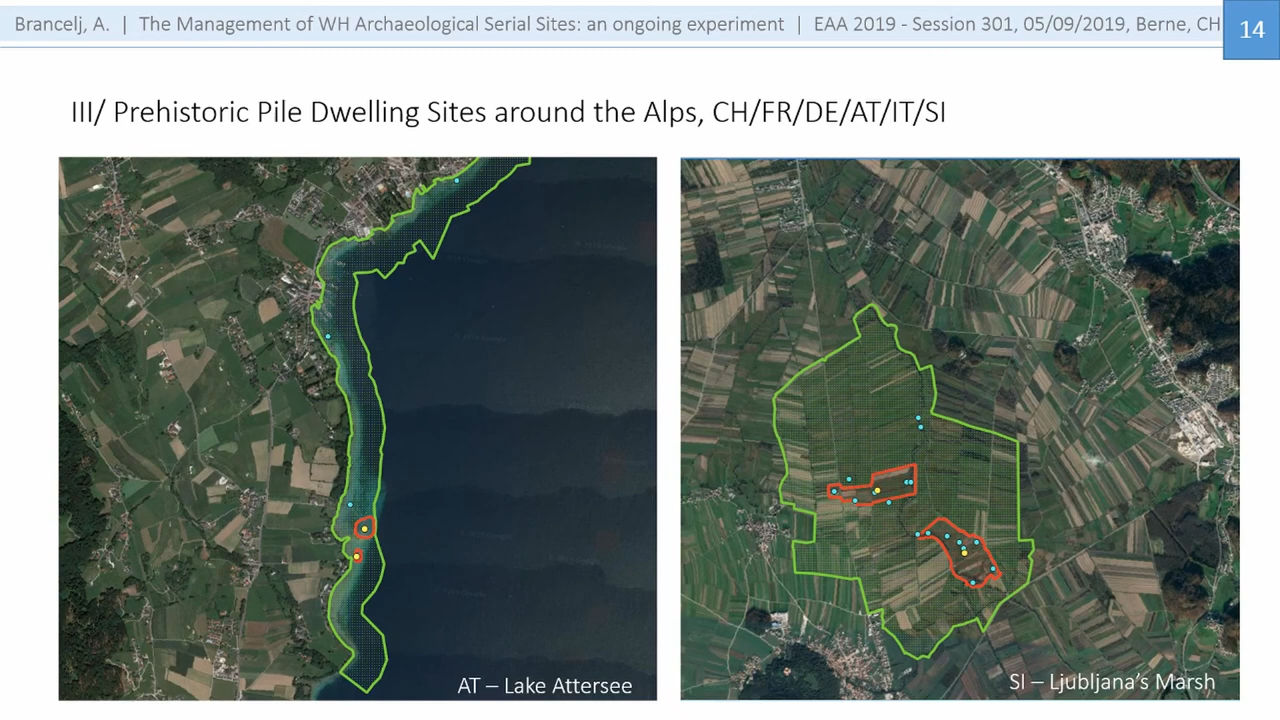 Brancelj, A. | The Management of WH Archaeological Serial Sites: an ongoing experiment | EAA 2019 - Session 301, 05/09/2019, Berne, CH
14
III/ Prehistoric Pile Dwelling Sites around the Alps, CH/FR/DE/AT/IT/SI
AT – Lake Attersee
SI – Ljubljana's Marsh